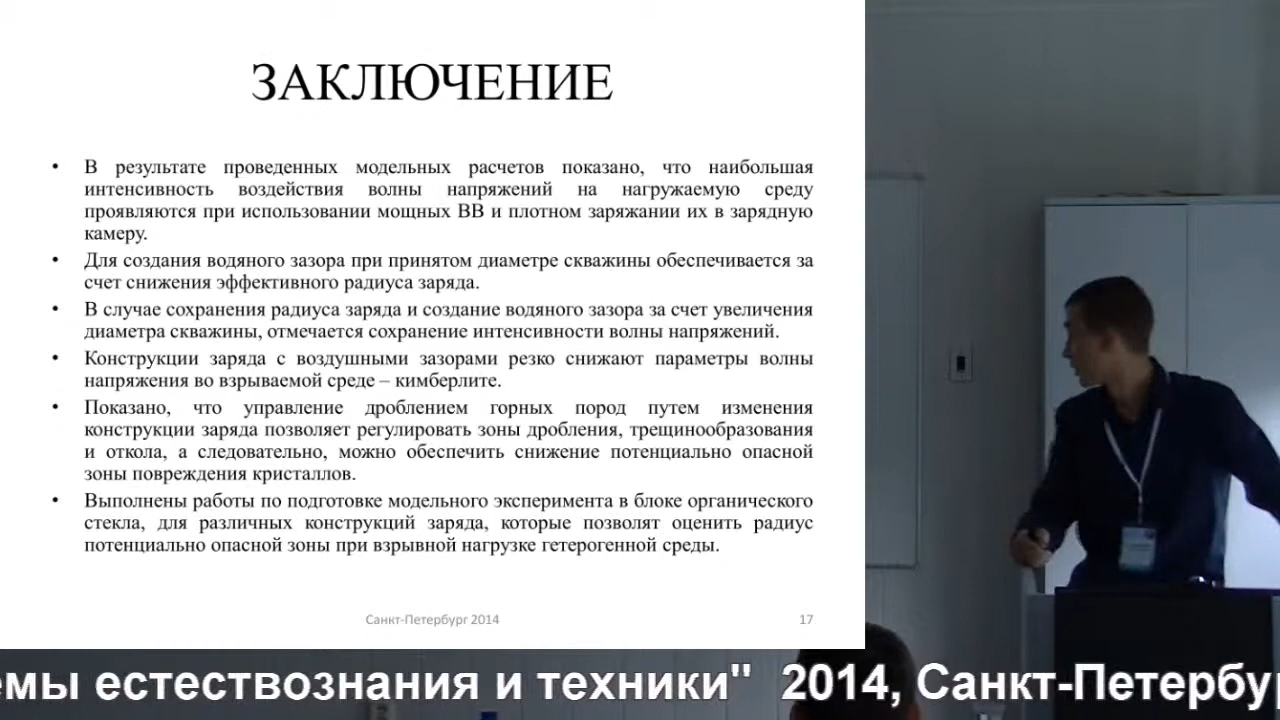 ЗАКЛЮЧЕНИЕ
• В результате проведенных модельных расчетов показано, что наибольшая
интенсивность воздействия волны напряжений на нагружаемую среду
проявляются при использовании мощных ВВ и плотном заряжании их в зарядную
камеру.
• Для создания водяного зазора при принятом диаметре скважины обеспечивается за
счет снижения эффективного радиуса заряда.
• В случае сохранения радиуса заряда и создание водяного зазора за счет увеличения
диаметра скважины, отмечается сохранение интенсивности волны напряжений.
• Конструкции заряда с воздушными зазорами резко снижают параметры волны
напряжения во взрываемой среде – кимберлите.
• Показано, что управление дроблением горных пород путем изменения
конструкции заряда позволяет регулировать зоны дробления, трещинообразования
и откола, а следовательно, можно обеспечить снижение потенциально опасной
зоны повреждения кристаллов.
• Выполнены работы по подготовке модельного эксперимента в блоке органического
стекла, для различных конструкций заряда, которые позволят оценить радиус
потенциально опасной зоны при взрывной нагрузке гетерогенной среды.
Санкт-Петербург 2014 17
емы естествознания и техники" 2014, Санкт-Петербу